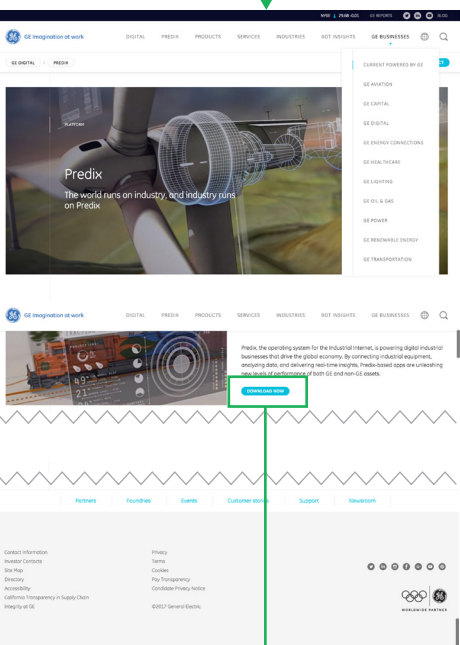 NYSE 29.88 -0.01 GE REPORTS BLOG
GE Imagination at work DIGITAL PREDIX PRODUCTS SERVICES INDUSTRIES IIOT INSIGHTS GE BUSINESSES
GE DIGITAL PREDIX CT
CURRENT POWERED BY GE
GE AVIATION
GE CAPITAL
GE DIGITAL
GE ENERGY CONNECTIONS
GE HEALTHCARE
GE LIGHTING
GE OIL & GAS
GE POWER
GE RENEWABLE ENERGY
GE TRANSPORTATION
PLATFORM
Predix
The world runs on industry, and industry runs
on Predix
GE Imagination at work DIGITAL PREDIX PRODUCTS SERVICES INDUSTRIES IIOT INSIGHTS GE BUSINESSES
Predix, the operating system for the Industrial Internet, is powering digital industrial
businesses that drive the global economy. By connecting industrial equipment,
analyzing data, and delivering real-time insights, Predix-based apps are unleashing
new levels of performance of both GE and non-GE assets.
DOWNLOAD NOW
Partners Foundries Events Customer stories Support Newsroom
Contact Information
Investor Contacts
Site Map
Directory
Accessibility
California Transparency in Supply Chain
Integrity at GE
Privacy
Terms
Cookies
Pay Transparency
Candidate Privacy Notice
©2017 General Electric
WORLDWIDE PARTNER